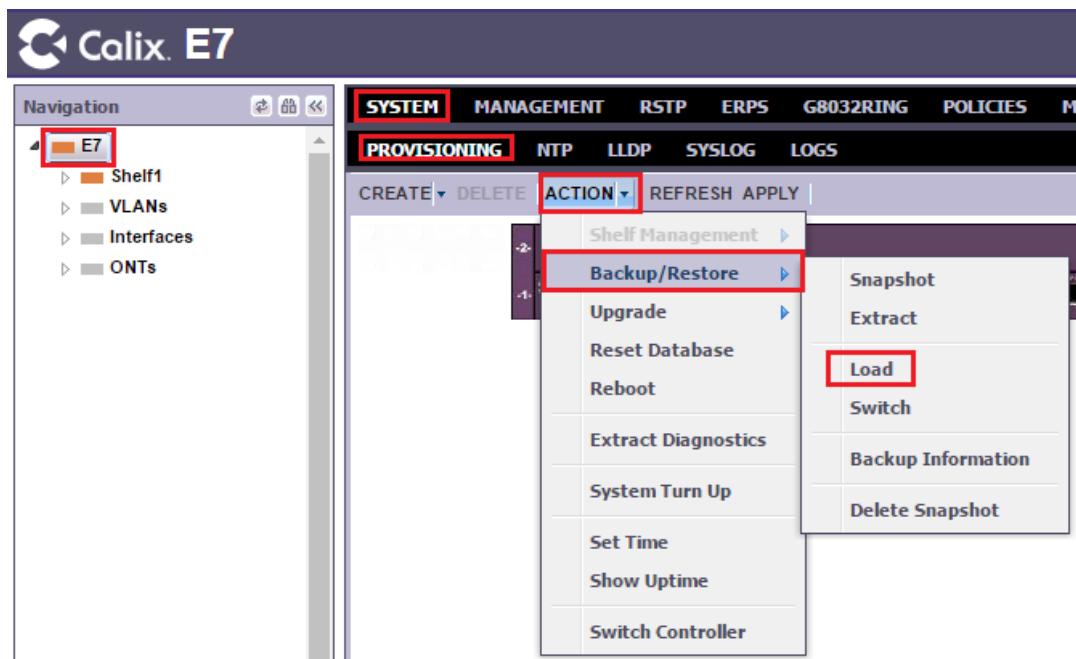 Calix. E7
Navigation
E7
Shelf1
VLANs
Interfaces
ONTs
SYSTEM MANAGEMENT RSTP ERPS G8032RING POLICIES
PROVISIONING NTP LLDP SYSLOG LOGS
CREATE DELETE ACTION REFRESH APPLY
-2-
-1-
Shelf Management
Backup/Restore
Upgrade
Reset Database
Reboot
Extract Diagnostics
System Turn Up
Set Time
Show Uptime
Switch Controller
Snapshot
Extract
Load
Switch
Backup Information
Delete Snapshot